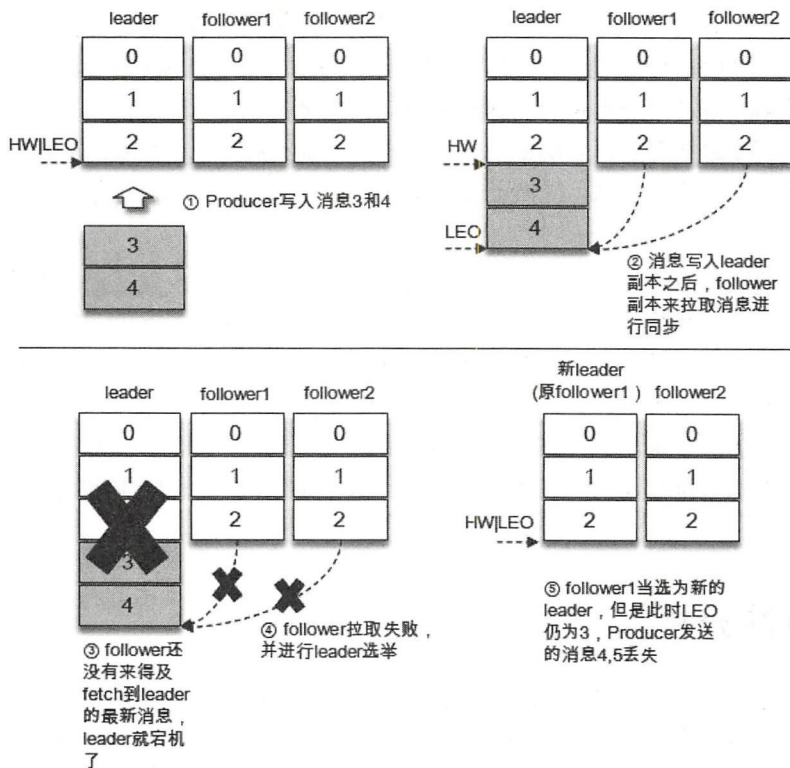 leader follower1 follower2
0 0 0
1 1 1
HW|LEO 2 2 2
① Producer写入消息3和4
3
4
leader follower1 follower2
0 0 0
1 1 1
HW 2 2 2
3
LEO 4
② 消息写入leader
副本之后，follower
副本来拉取消息进
行同步
leader follower1 follower2
0 0 0
1 1 1
2 2
3
4
③ follower还
没有来得及
fetch到leader
的最新消息，
leader就宕机
了
④ follower拉取失败，
并进行leader选举
新leader
(原follower1） follower2
0 0
1 1
HW|LEO 2 2
⑤ follower1当选为新的
leader，但是此时LEO
仍为3，Producer发送
的消息4,5丢失